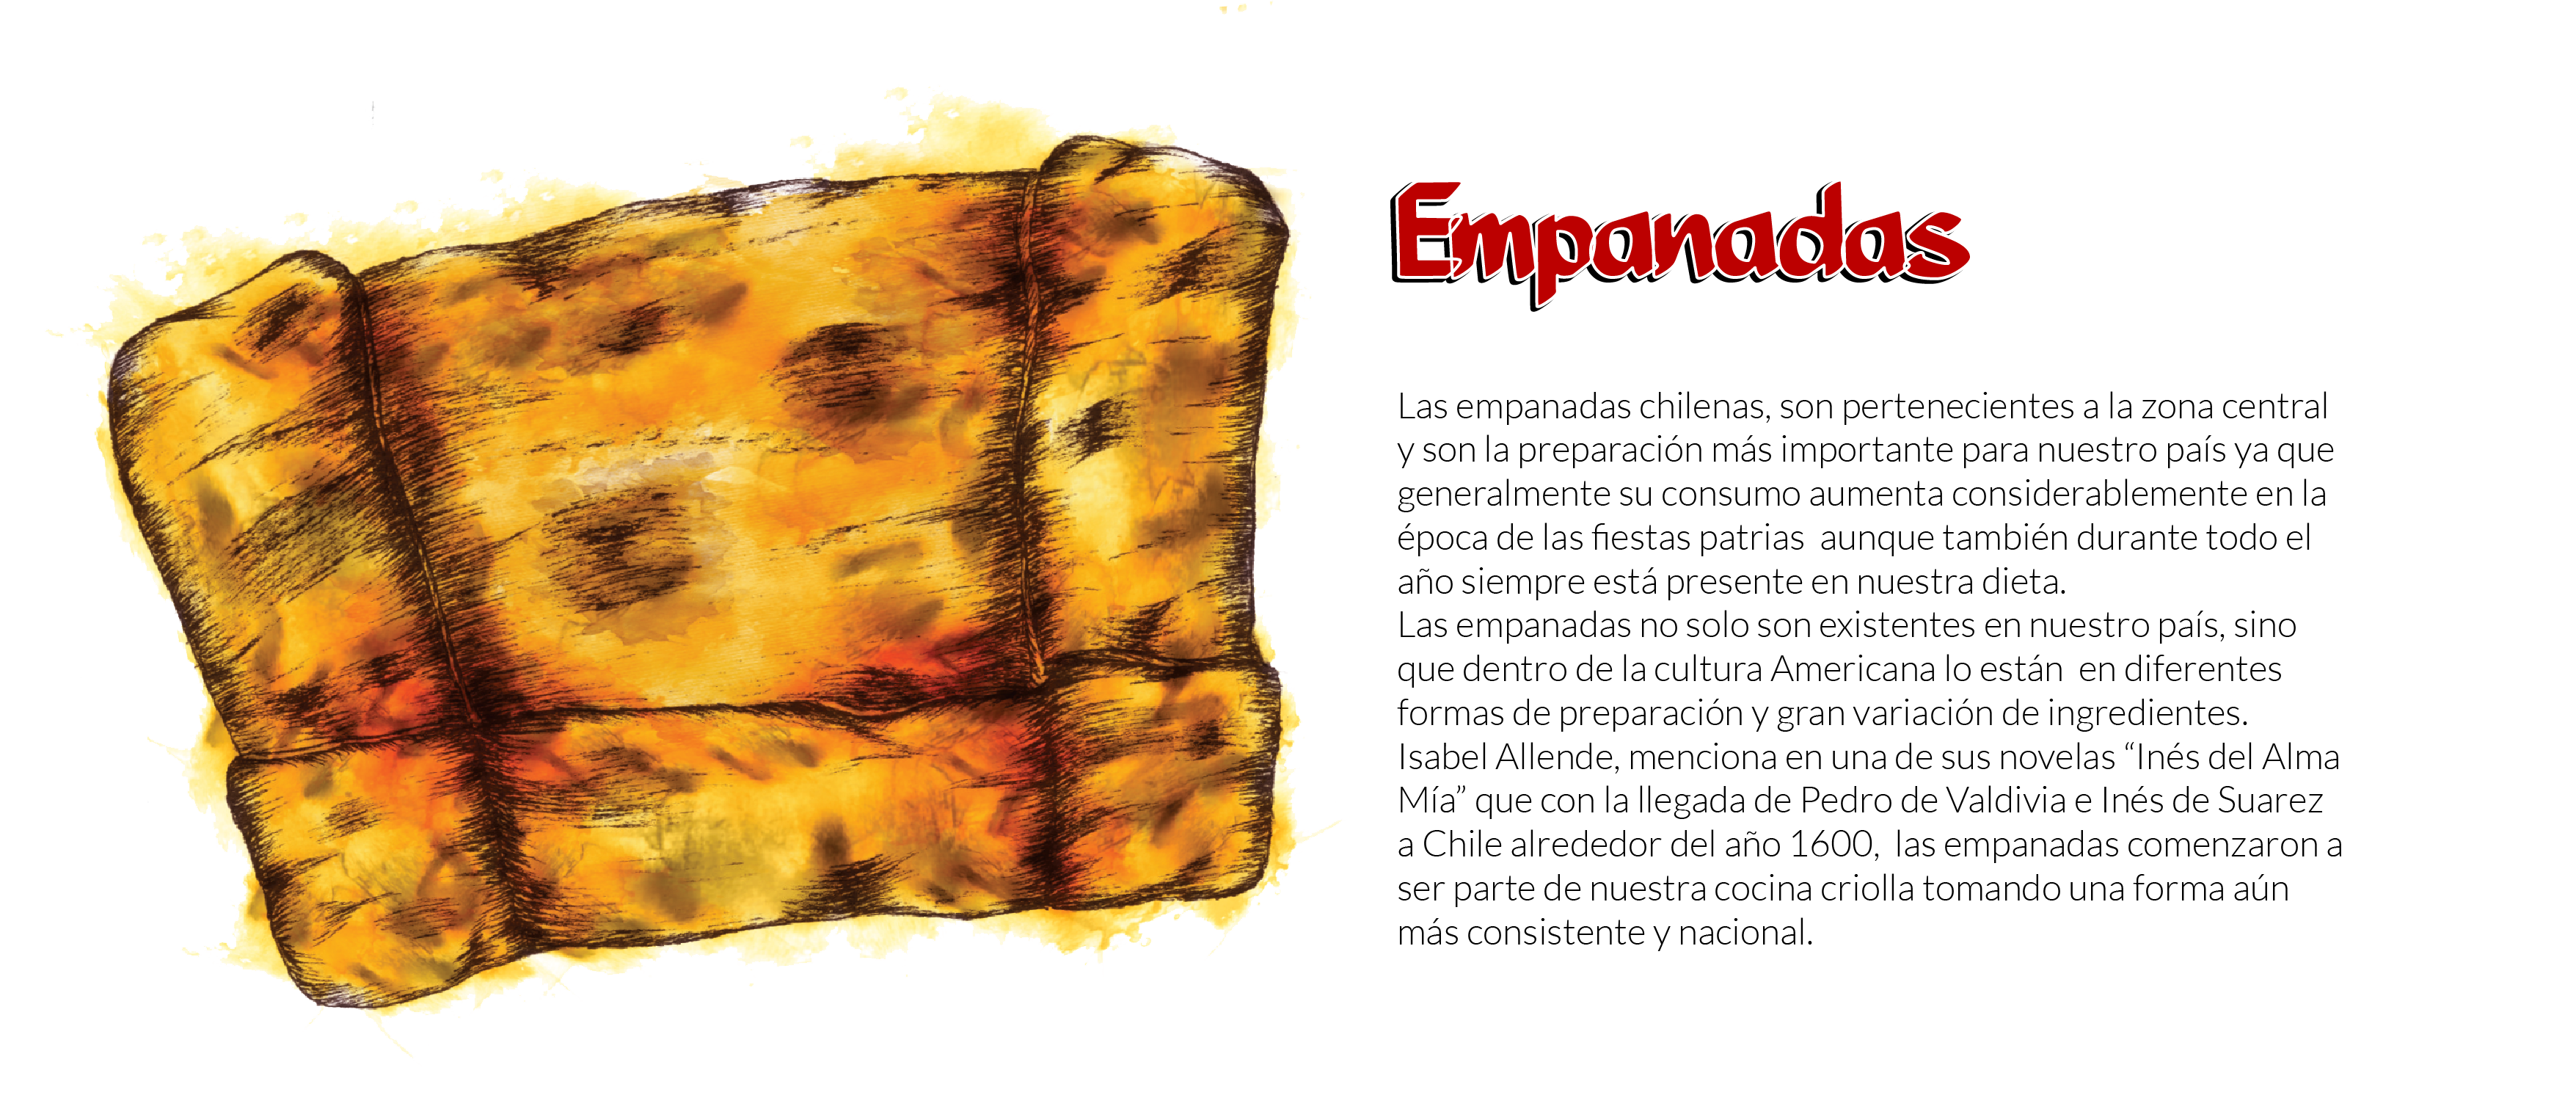 Empanadas
Las empanadas chilenas, son pertenecientes a la zona central
y son la preparación más importante para nuestro país ya que
generalmente su consumo aumenta considerablemente en la
época de las fiestas patrias  aunque también durante todo el
año siempre está presente en nuestra dieta.
Las empanadas no solo son existentes en nuestro país, sino
que dentro de la cultura Americana lo están  en diferentes
formas de preparación y gran variación de ingredientes.
Isabel Allende, menciona en una de sus novelas “Inés del Alma
Mía” que con la llegada de Pedro de Valdivia e Inés de Suarez
a Chile alrededor del año 1600,  las empanadas comenzaron a
ser parte de nuestra cocina criolla tomando una forma aún
más consistente y nacional.